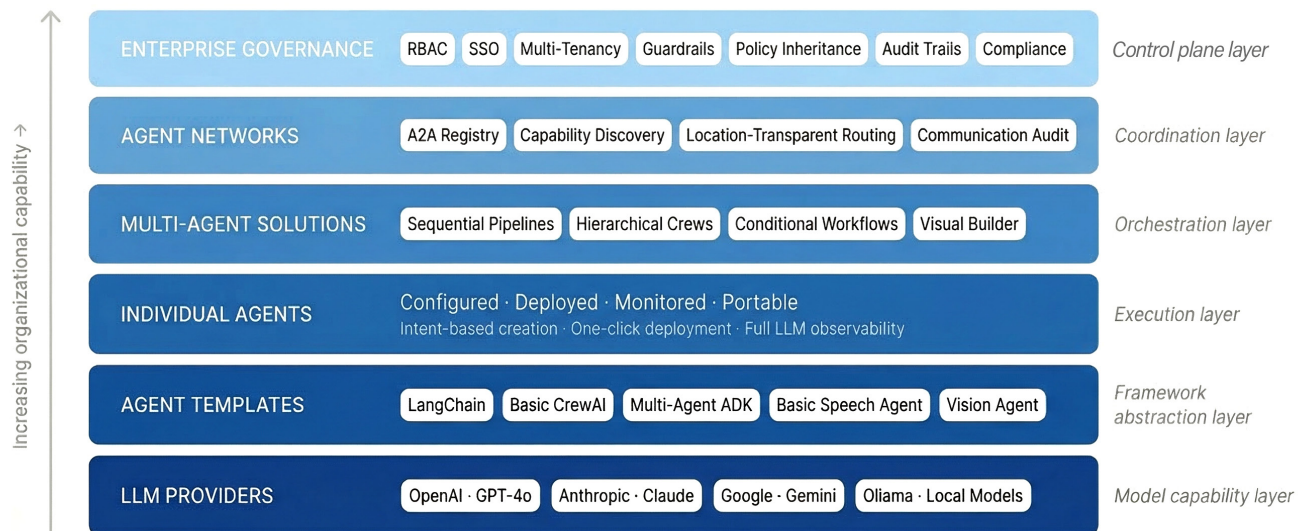 Increasing organizational capability →
ENTERPRISE GOVERNANCE RBAC SSO Multi-Tenancy Guardrails Policy Inheritance Audit Trails Compliance Control plane layer
AGENT NETWORKS A2A Registry Capability Discovery Location-Transparent Routing Communication Audit Coordination layer
MULTI-AGENT SOLUTIONS Sequential Pipelines Hierarchical Crews Conditional Workflows Visual Builder Orchestration layer
INDIVIDUAL AGENTS Configured · Deployed · Monitored · Portable Execution layer
Intent-based creation · One-click deployment · Full LLM observability
AGENT TEMPLATES LangChain Basic CrewAI Multi-Agent ADK Basic Speech Agent Vision Agent Framework
abstraction layer
LLM PROVIDERS OpenAI · GPT-4o Anthropic · Claude Google · Gemini Oliama · Local Models Model capability layer